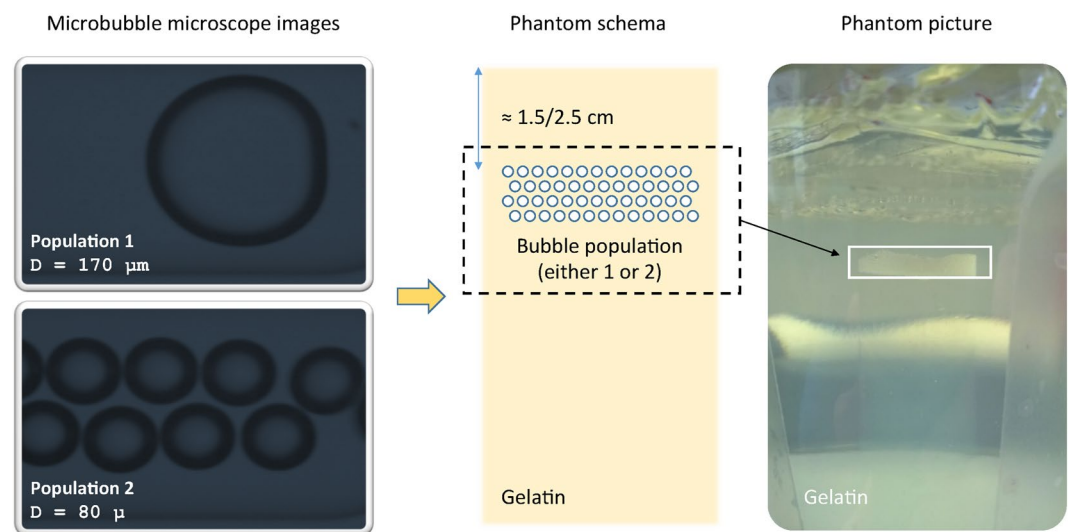 Microbubble microscope images
Phantom schema
Phantom picture
Population 1
D = 170 μm
Population 2
D = 80 μ
≈ 1.5/2.5 cm
Bubble population
(either 1 or 2)
Gelatin
Gelatin